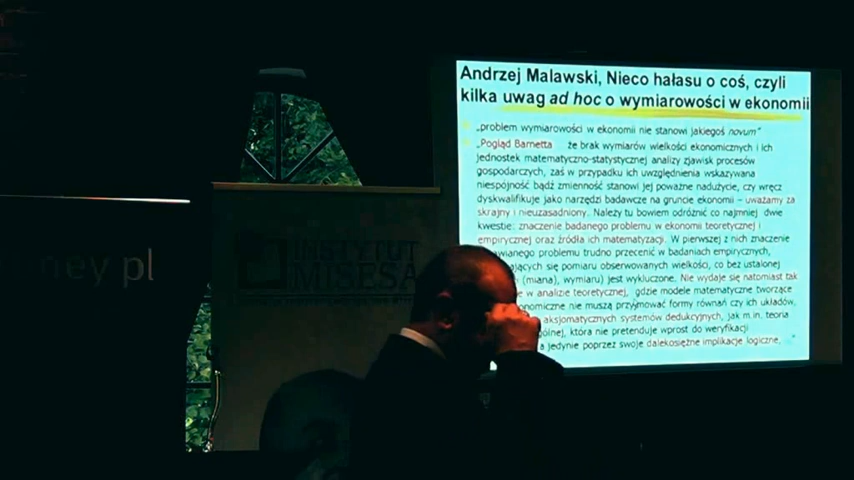 Andrzej Malawski, Nieco hałasu o coś, czyli
kilka uwag ad hoc o wymiarowości w ekonomii
„problem wymiarowości w ekonomii nie stanowi jakiegoś novum”
„Pogląd Barnetta że brak wymiarów wielkości ekonomicznych i ich
jednostek matematyczno-statystycznej analizy zjawisk procesów
gospodarczych, zaś w przypadku ich uwzględnienia wskazywana
niespójność bądź zmienność stanowi jej poważne nadużycie, czy wręcz
dyskwalifikuje jako narzędzi badawcze na gruncie ekonomii – uważamy za
skrajny i nieuzasadniony. Należy tu bowiem odróżnić co najmniej dwie
kwestie: znaczenie badanego problemu w ekonomii teoretycznej i
empirycznej oraz źródła ich matematyzacji. W pierwszej z nich znaczenie
awianego problemu trudno przecenić w badaniach empirycznych,
ających się pomiaru obserwowanych wielkości, co bez ustalonej
(miana), wymiaru) jest wykluczone. Nie wydaje się natomiast tak
e w analizie teoretycznej, gdzie modele matematyczne tworzące
onomiczne nie muszą przyjmować formy równań czy ich układów,
aksjomatycznych systemów dedukcyjnych, jak m.in. teoria
gólnej, która nie pretenduje wprost do weryfikacji
a jedynie poprzez swoje dalekosiężne implikacje logiczne, ”
ney.pl
INSTYTUT
MISESA